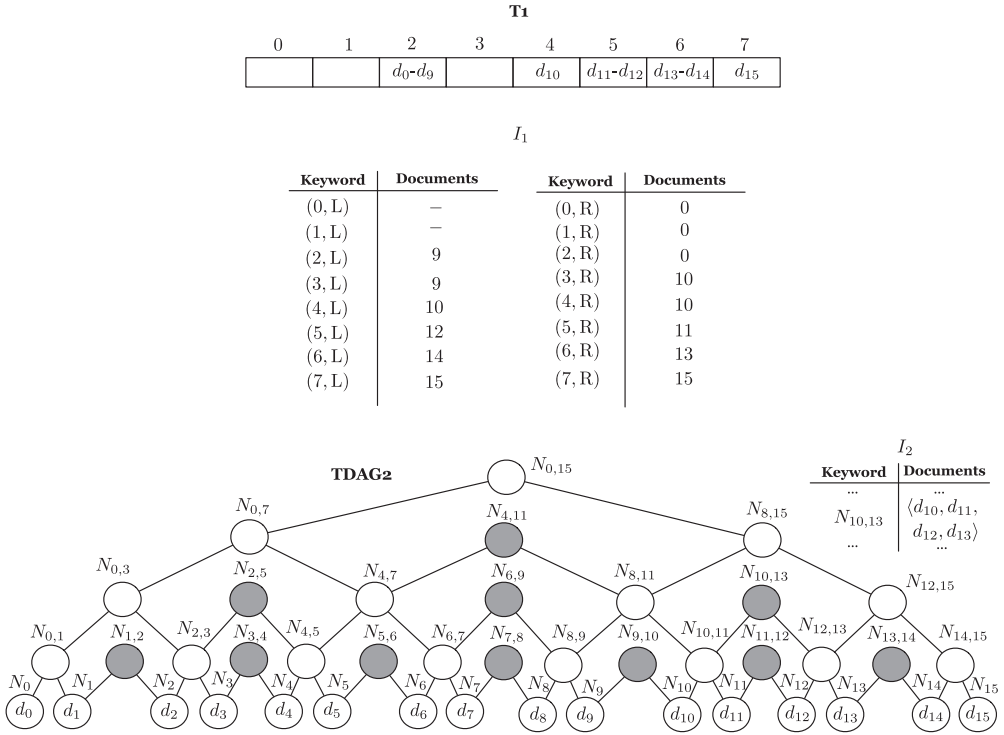 T1
0 1 2 3 4 5 6 7
d0-d9 d10 d11-d12 d13-d14 d15
I1
Keyword Documents Keyword Documents
(0, L) – (0, R) 0
(1, L) – (1, R) 0
(2, L) 9 (2, R) 0
(3, L) 9 (3, R) 10
(4, L) 10 (4, R) 10
(5, L) 12 (5, R) 11
(6, L) 14 (6, R) 13
(7, L) 15 (7, R) 15
I2
TDAG2 N0,15 Keyword Documents
... ...
N10,13 ⟨d10, d11,
d12, d13⟩
... ...
N0,7 N4,11 N8,15
N0,3 N2,5 N4,7 N6,9 N8,11 N10,13 N12,15
N0,1 N1,2 N2,3 N3,4 N4,5 N5,6 N6,7 N7,8 N8,9 N9,10 N10,11 N11,12 N12,13 N13,14 N14,15
N0 N1 N2 N3 N4 N5 N6 N7 N8 N9 N10 N11 N12 N13 N14 N15
d0 d1 d2 d3 d4 d5 d6 d7 d8 d9 d10 d11 d12 d13 d14 d15